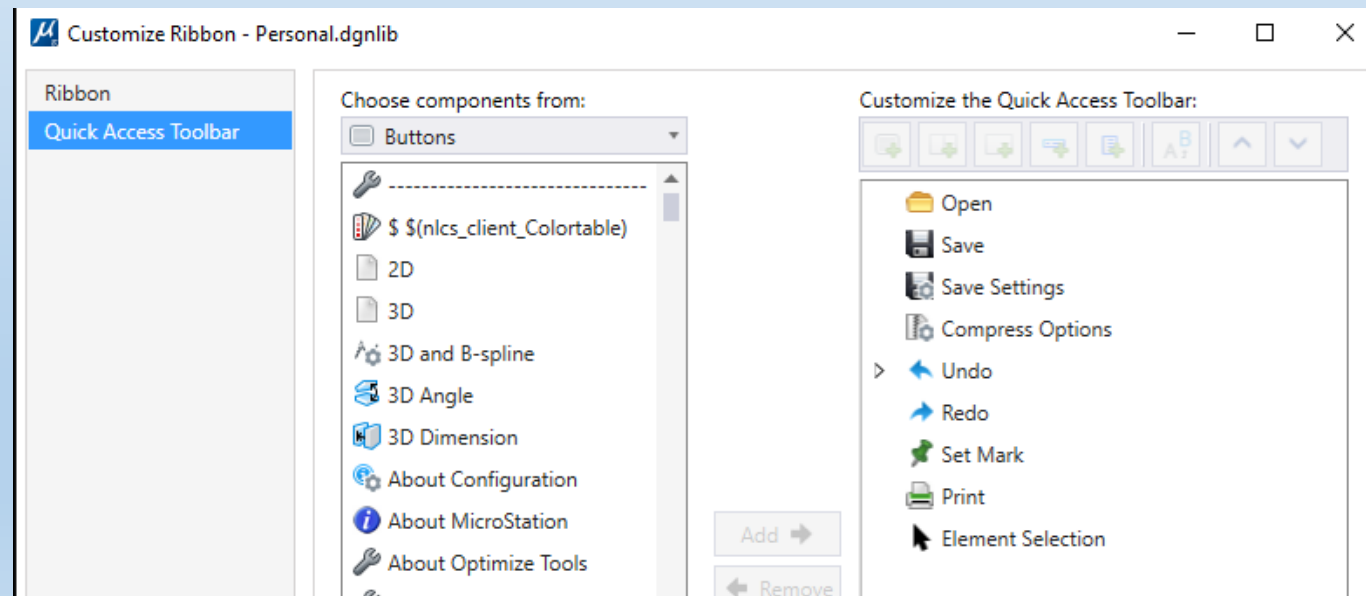 Customize Ribbon - Personal.dgnlib
Ribbon
Quick Access Toolbar
Choose components from:
Buttons
------------------------------
$ $(nlcs_client_Colortable)
2D
3D
3D and B-spline
3D Angle
3D Dimension
About Configuration
About MicroStation
About Optimize Tools
Add
Remove
Customize the Quick Access Toolbar:
Open
Save
Save Settings
Compress Options
Undo
Redo
Set Mark
Print
Element Selection